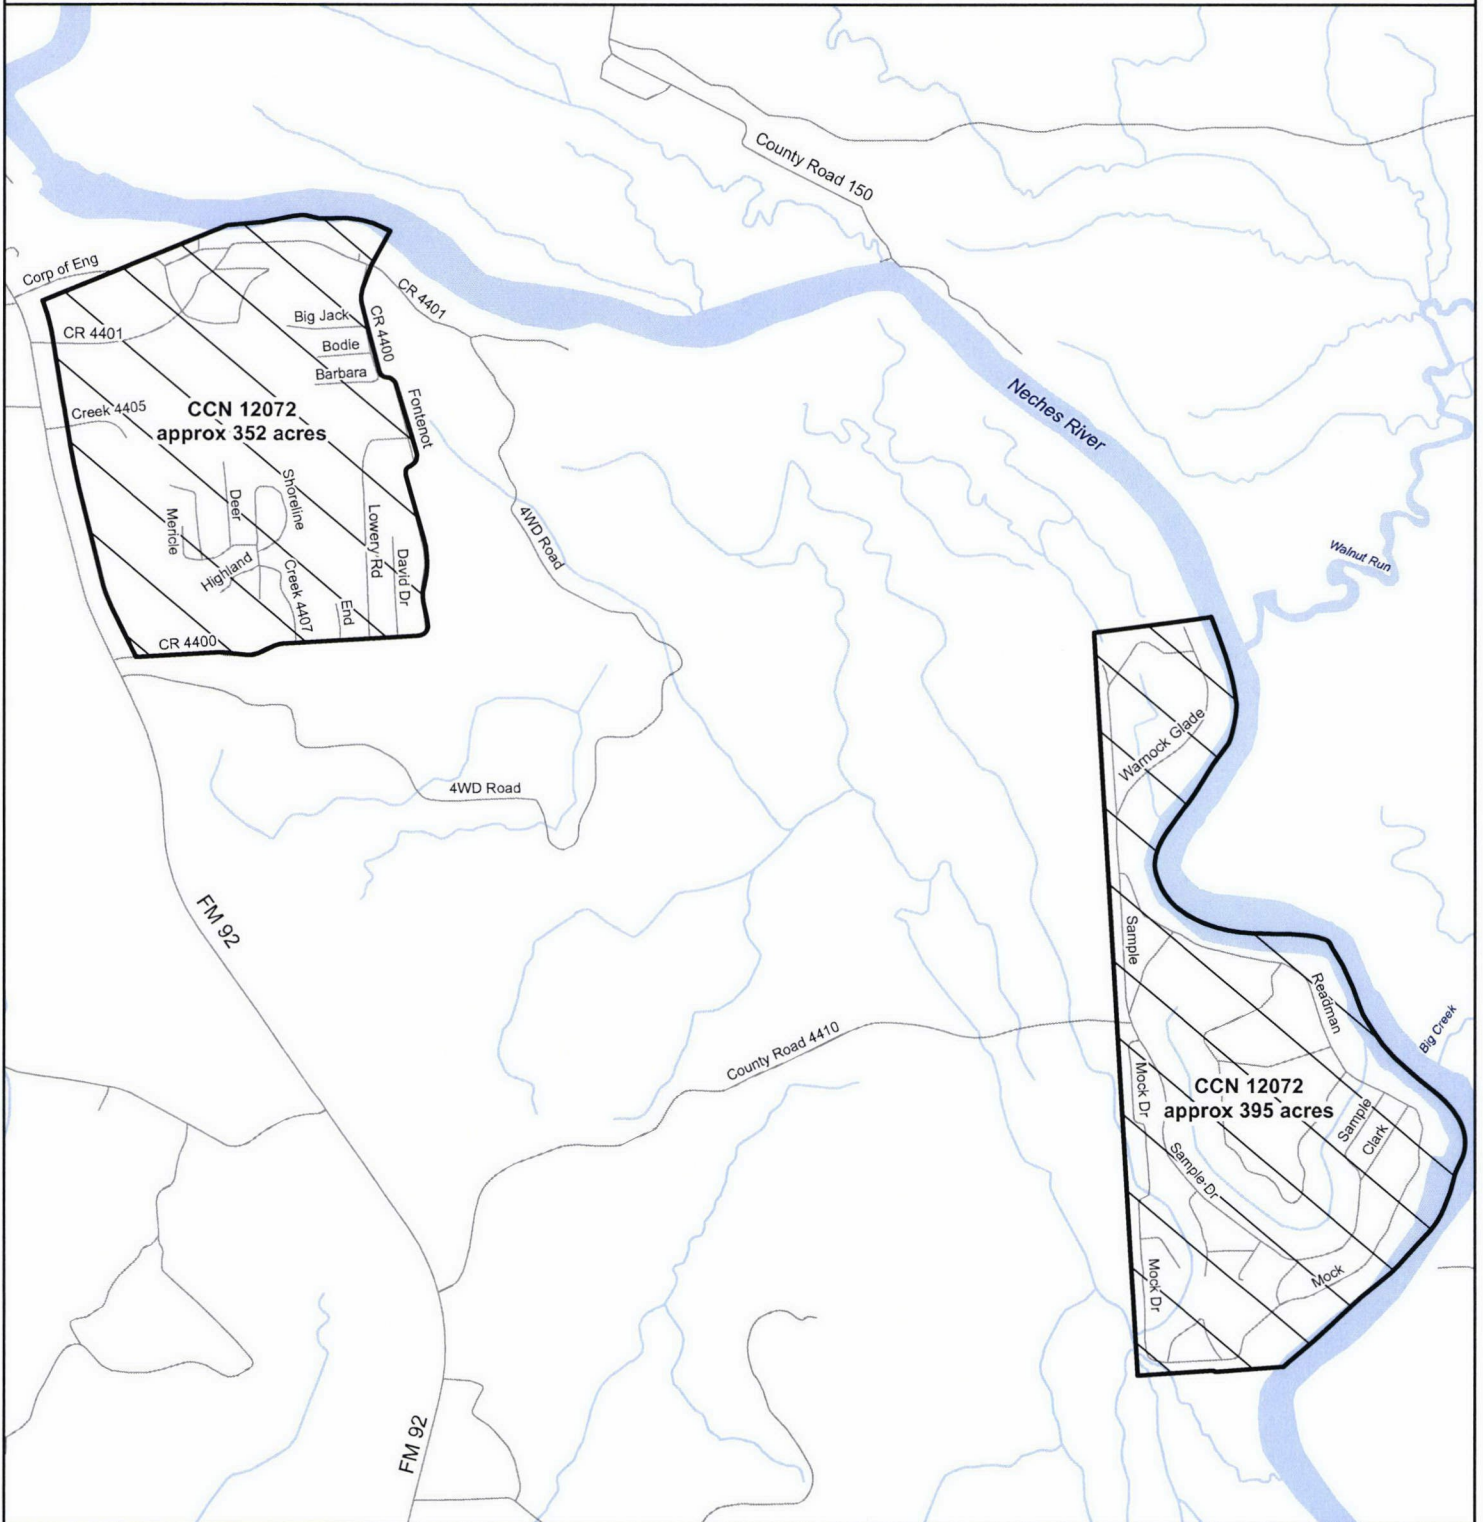 County Road 150
Corp of Eng
CR 4401
CR 4401
Big Jack
CR 4400
Bodie
Barbara
Neches River
Creek 4405
CCN 12072
approx 352 acres
Fontenot
Shoreline
Deer
Mericle
Lowery Rd
4WD Road
David Dr
Highland
Creek 4407
End
CR 4400
Walnut Run
Warnock Glade
4WD Road
FM 92
Sample
Readman
Big Creek
County Road 4410
Mock Dr
CCN 12072
approx 395 acres
Sample
Clark
Sample Dr
Mock
Mock Dr
FM 92